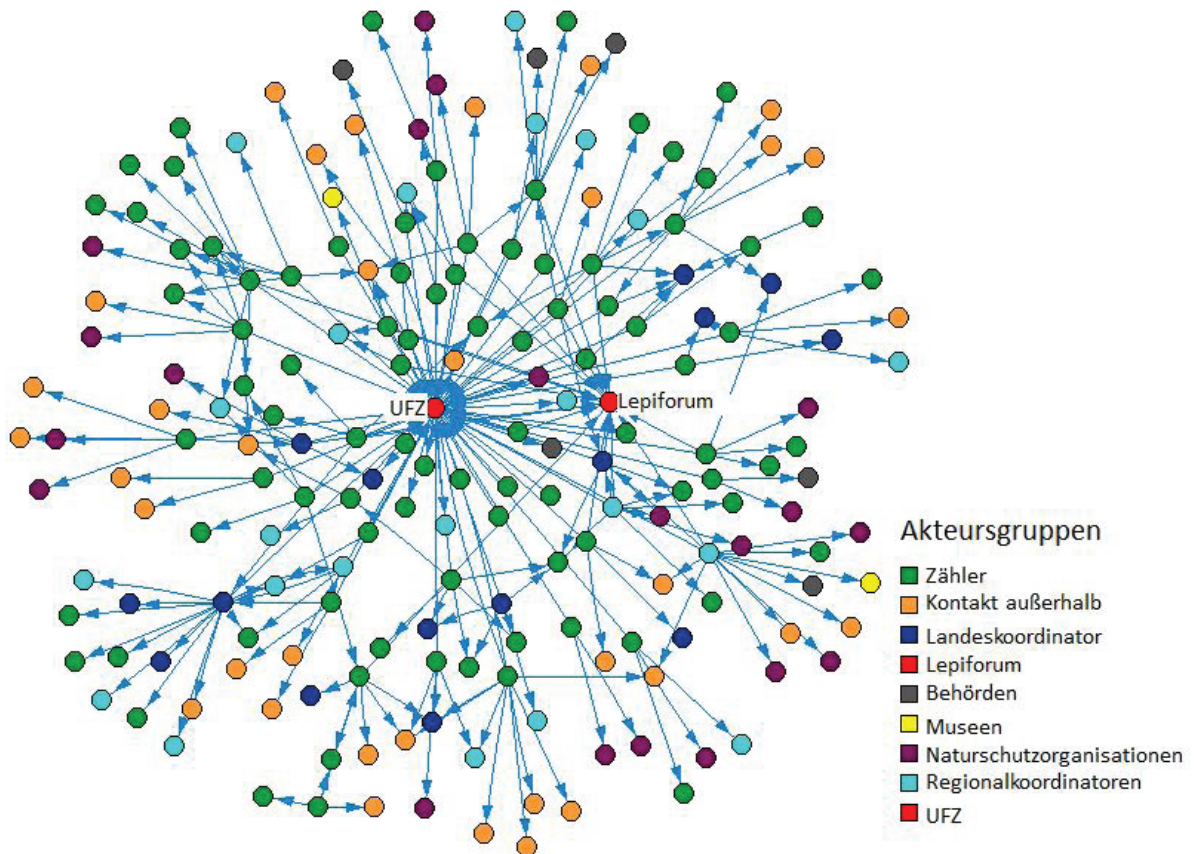 UFZ
Lepiforum
Akteursgruppen
Zähler
Kontakt außerhalb
Landeskoordinator
Lepiforum
Behörden
Museen
Naturschutzorganisationen
Regionalkoordinatoren
UFZ